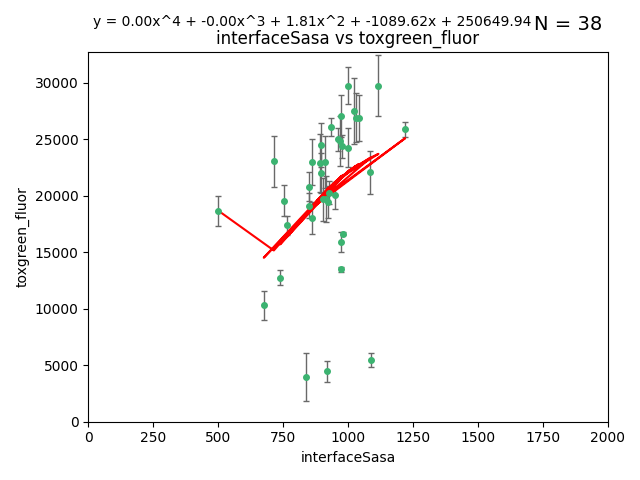 y = 0.00x^4 + -0.00x^3 + 1.81x^2 + -1089.62x + 250649.94 N = 38
interfaceSasa vs toxgreen_fluor
30000
25000
20000
15000
10000
5000
0
toxgreen_fluor
0 250 500 750 1000 1250 1500 1750 2000
interfaceSasa